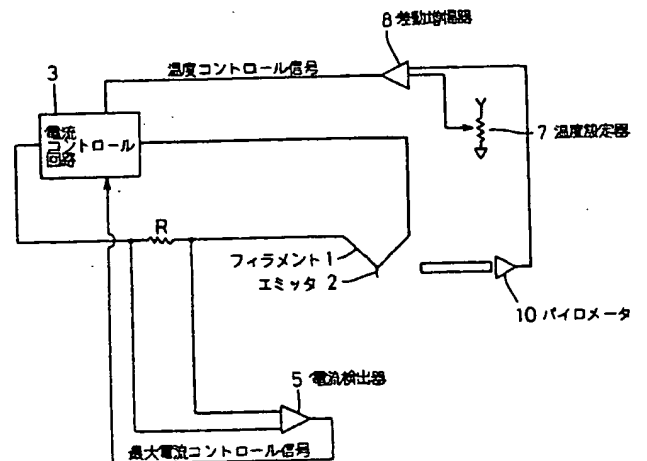 8 差動増幅器
温度コントロール信号
3
電流
コントロール
回路
7 温度設定器
R
フィラメント 1
エミッタ 2
10 パイロメータ
5 電流検出器
最大電流コントロール信号